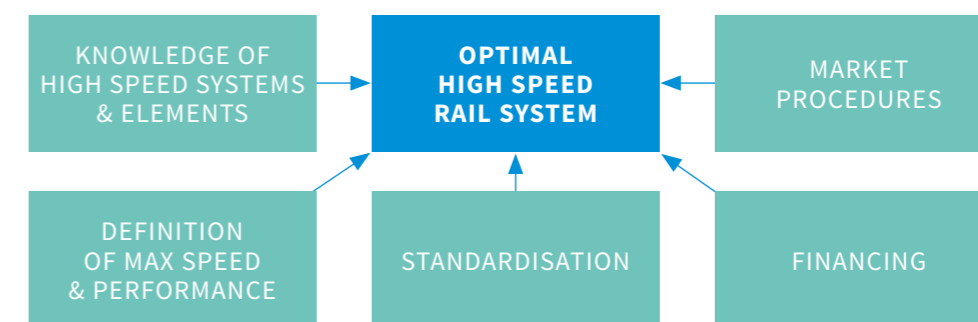 KNOWLEDGE OF
HIGH SPEED SYSTEMS
& ELEMENTS
OPTIMAL
HIGH SPEED
RAIL SYSTEM
MARKET
PROCEDURES
DEFINITION
OF MAX SPEED
& PERFORMANCE
STANDARDISATION
FINANCING